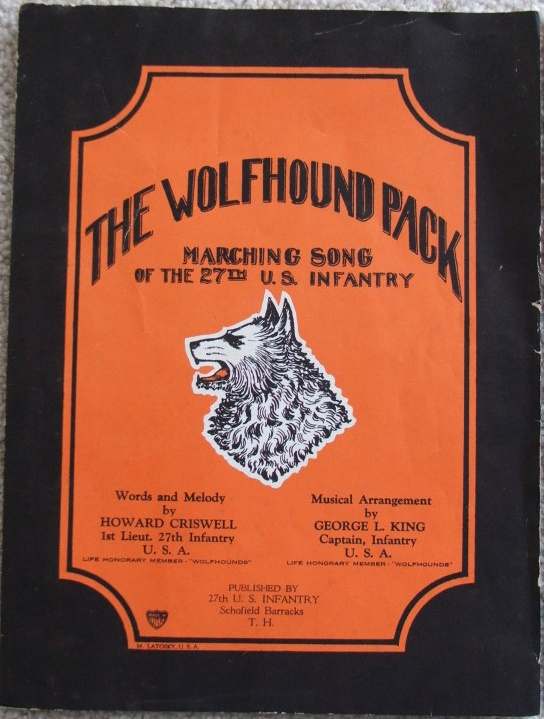 THE WOLFHOUND PACK
MARCHING SONG
OF THE 27TH U. S. INFANTRY
Words and Melody
by
HOWARD CRISWELL
1st Lieut. 27th Infantry
U. S. A.
LIFE HONORARY MEMBER - "WOLFHOUNDS"
Musical Arrangement
by
GEORGE L. KING
Captain, Infantry
U. S. A.
LIFE HONORARY MEMBER - "WOLFHOUNDS"
PUBLISHED BY
27th U. S. INFANTRY
Schofield Barracks
T. H.
U. S. A.